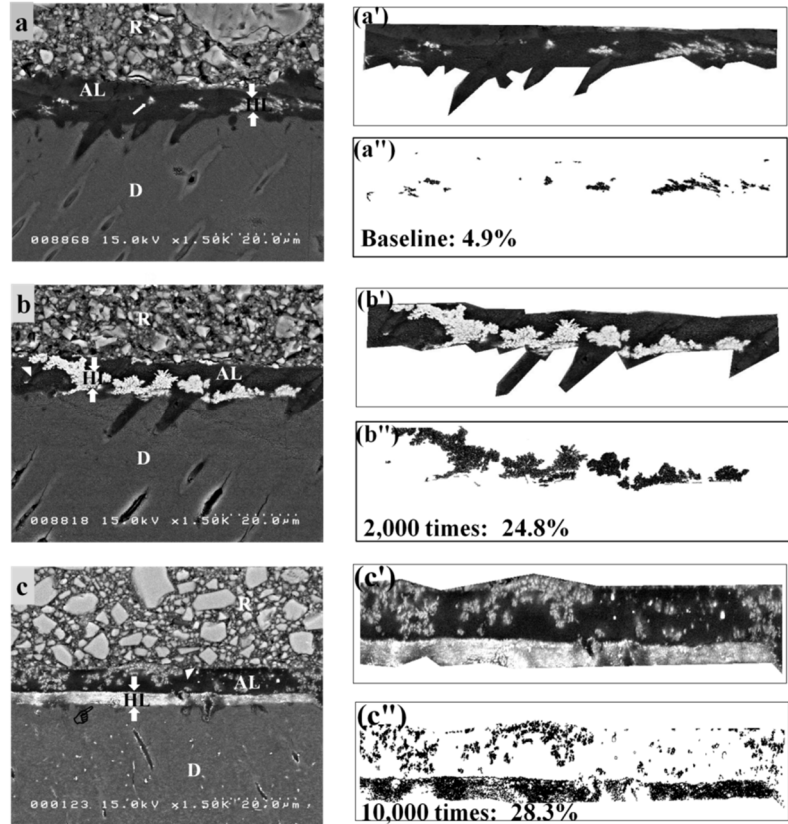 a
R
AL
HL
D
008868 15.0kV x1.50K 20.0µm
(a')
(a'')
Baseline: 4.9%
b
R
AL
HL
D
008818 15.0kV x1.50K 20.0µm
(b')
(b'')
2,000 times: 24.8%
c
R
AL
HL
D
000123 15.0kV x1.50K 20.0µm
(c')
(c'')
10,000 times: 28.3%